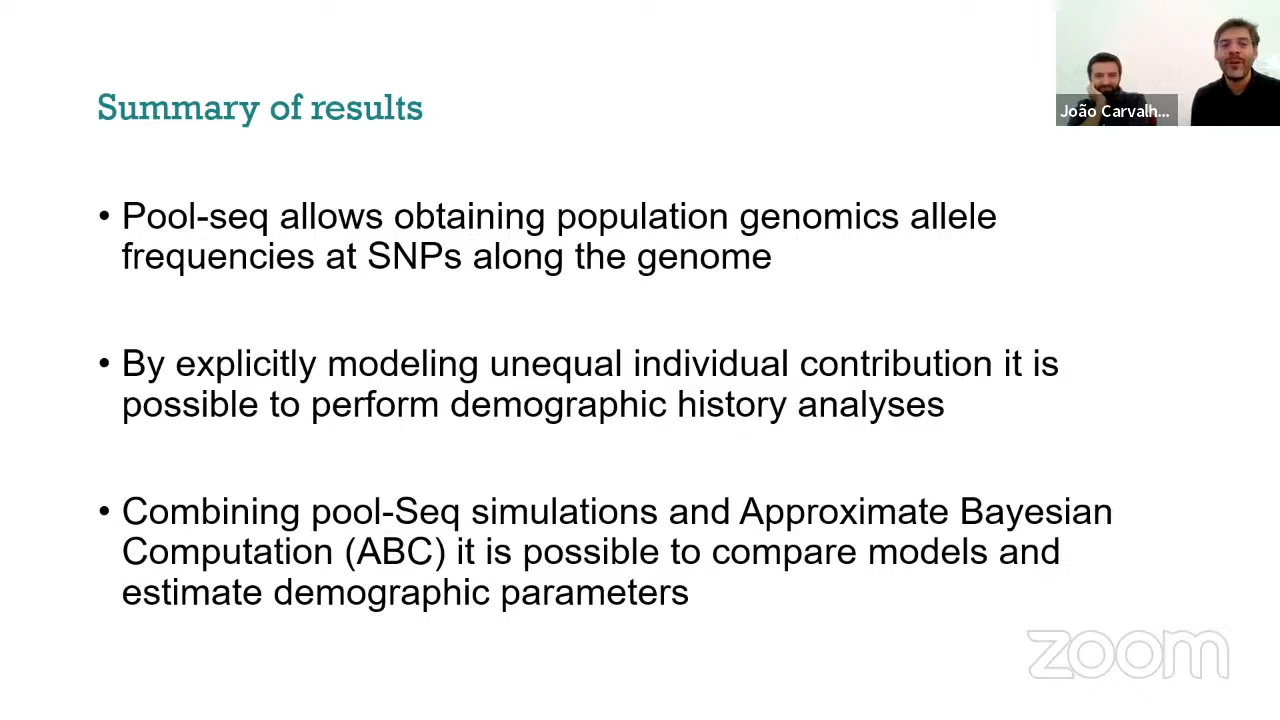 João Carvalh...
Summary of results
• Pool-seq allows obtaining population genomics allele
frequencies at SNPs along the genome
• By explicitly modeling unequal individual contribution it is
possible to perform demographic history analyses
• Combining pool-Seq simulations and Approximate Bayesian
Computation (ABC) it is possible to compare models and
estimate demographic parameters
zoom